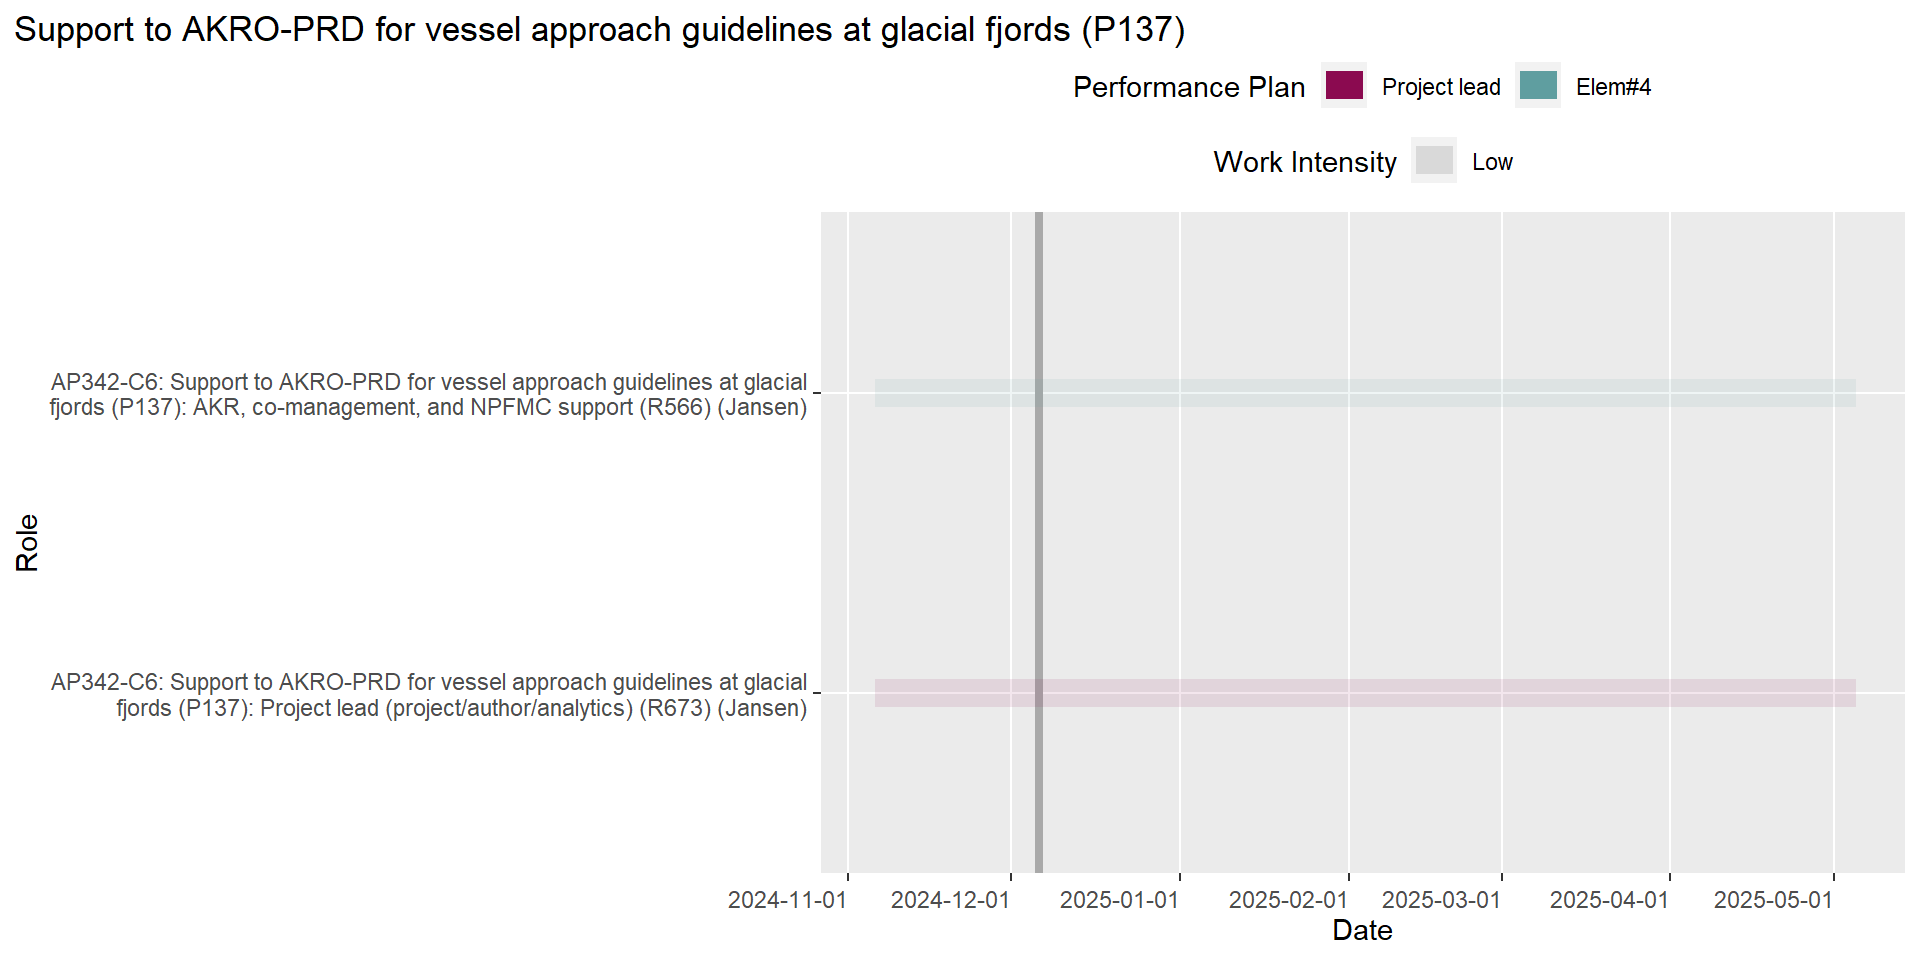 Support to AKRO-PRD for vessel approach guidelines at glacial fjords (P137)
Performance Plan Project lead Elem#4
Work Intensity Low
AP342-C6: Support to AKRO-PRD for vessel approach guidelines at glacial
fjords (P137): AKR, co-management, and NPFMC support (R566) (Jansen)
Role
AP342-C6: Support to AKRO-PRD for vessel approach guidelines at glacial
fjords (P137): Project lead (project/author/analytics) (R673) (Jansen)
2024-11-01 2024-12-01 2025-01-01 2025-02-01 2025-03-01 2025-04-01 2025-05-01
Date